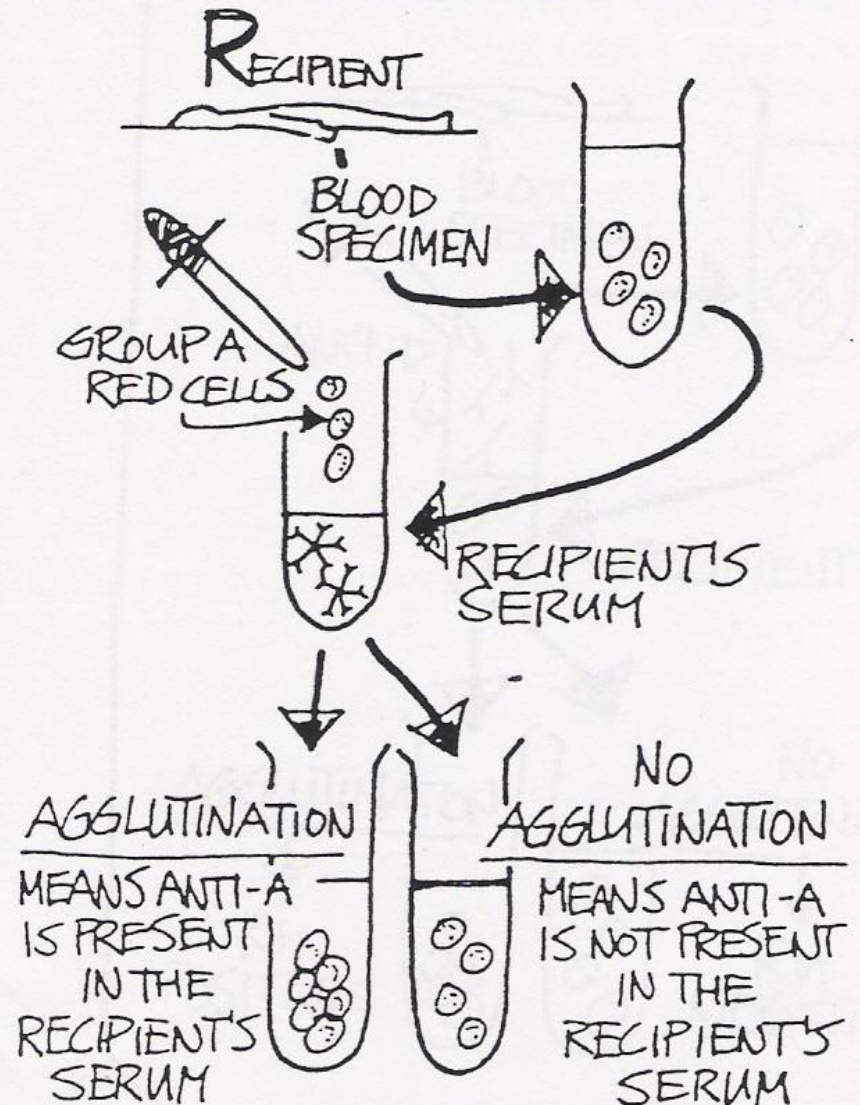 RECIPIENT
BLOOD
SPECIMEN
GROUP A
RED CELLS
RECIPIENT'S
SERUM
AGGLUTINATION
MEANS ANTI-A
IS PRESENT
IN THE
RECIPIENT'S
SERUM
NO
AGGLUTINATION
MEANS ANTI-A
IS NOT PRESENT
IN THE
RECIPIENT'S
SERUM